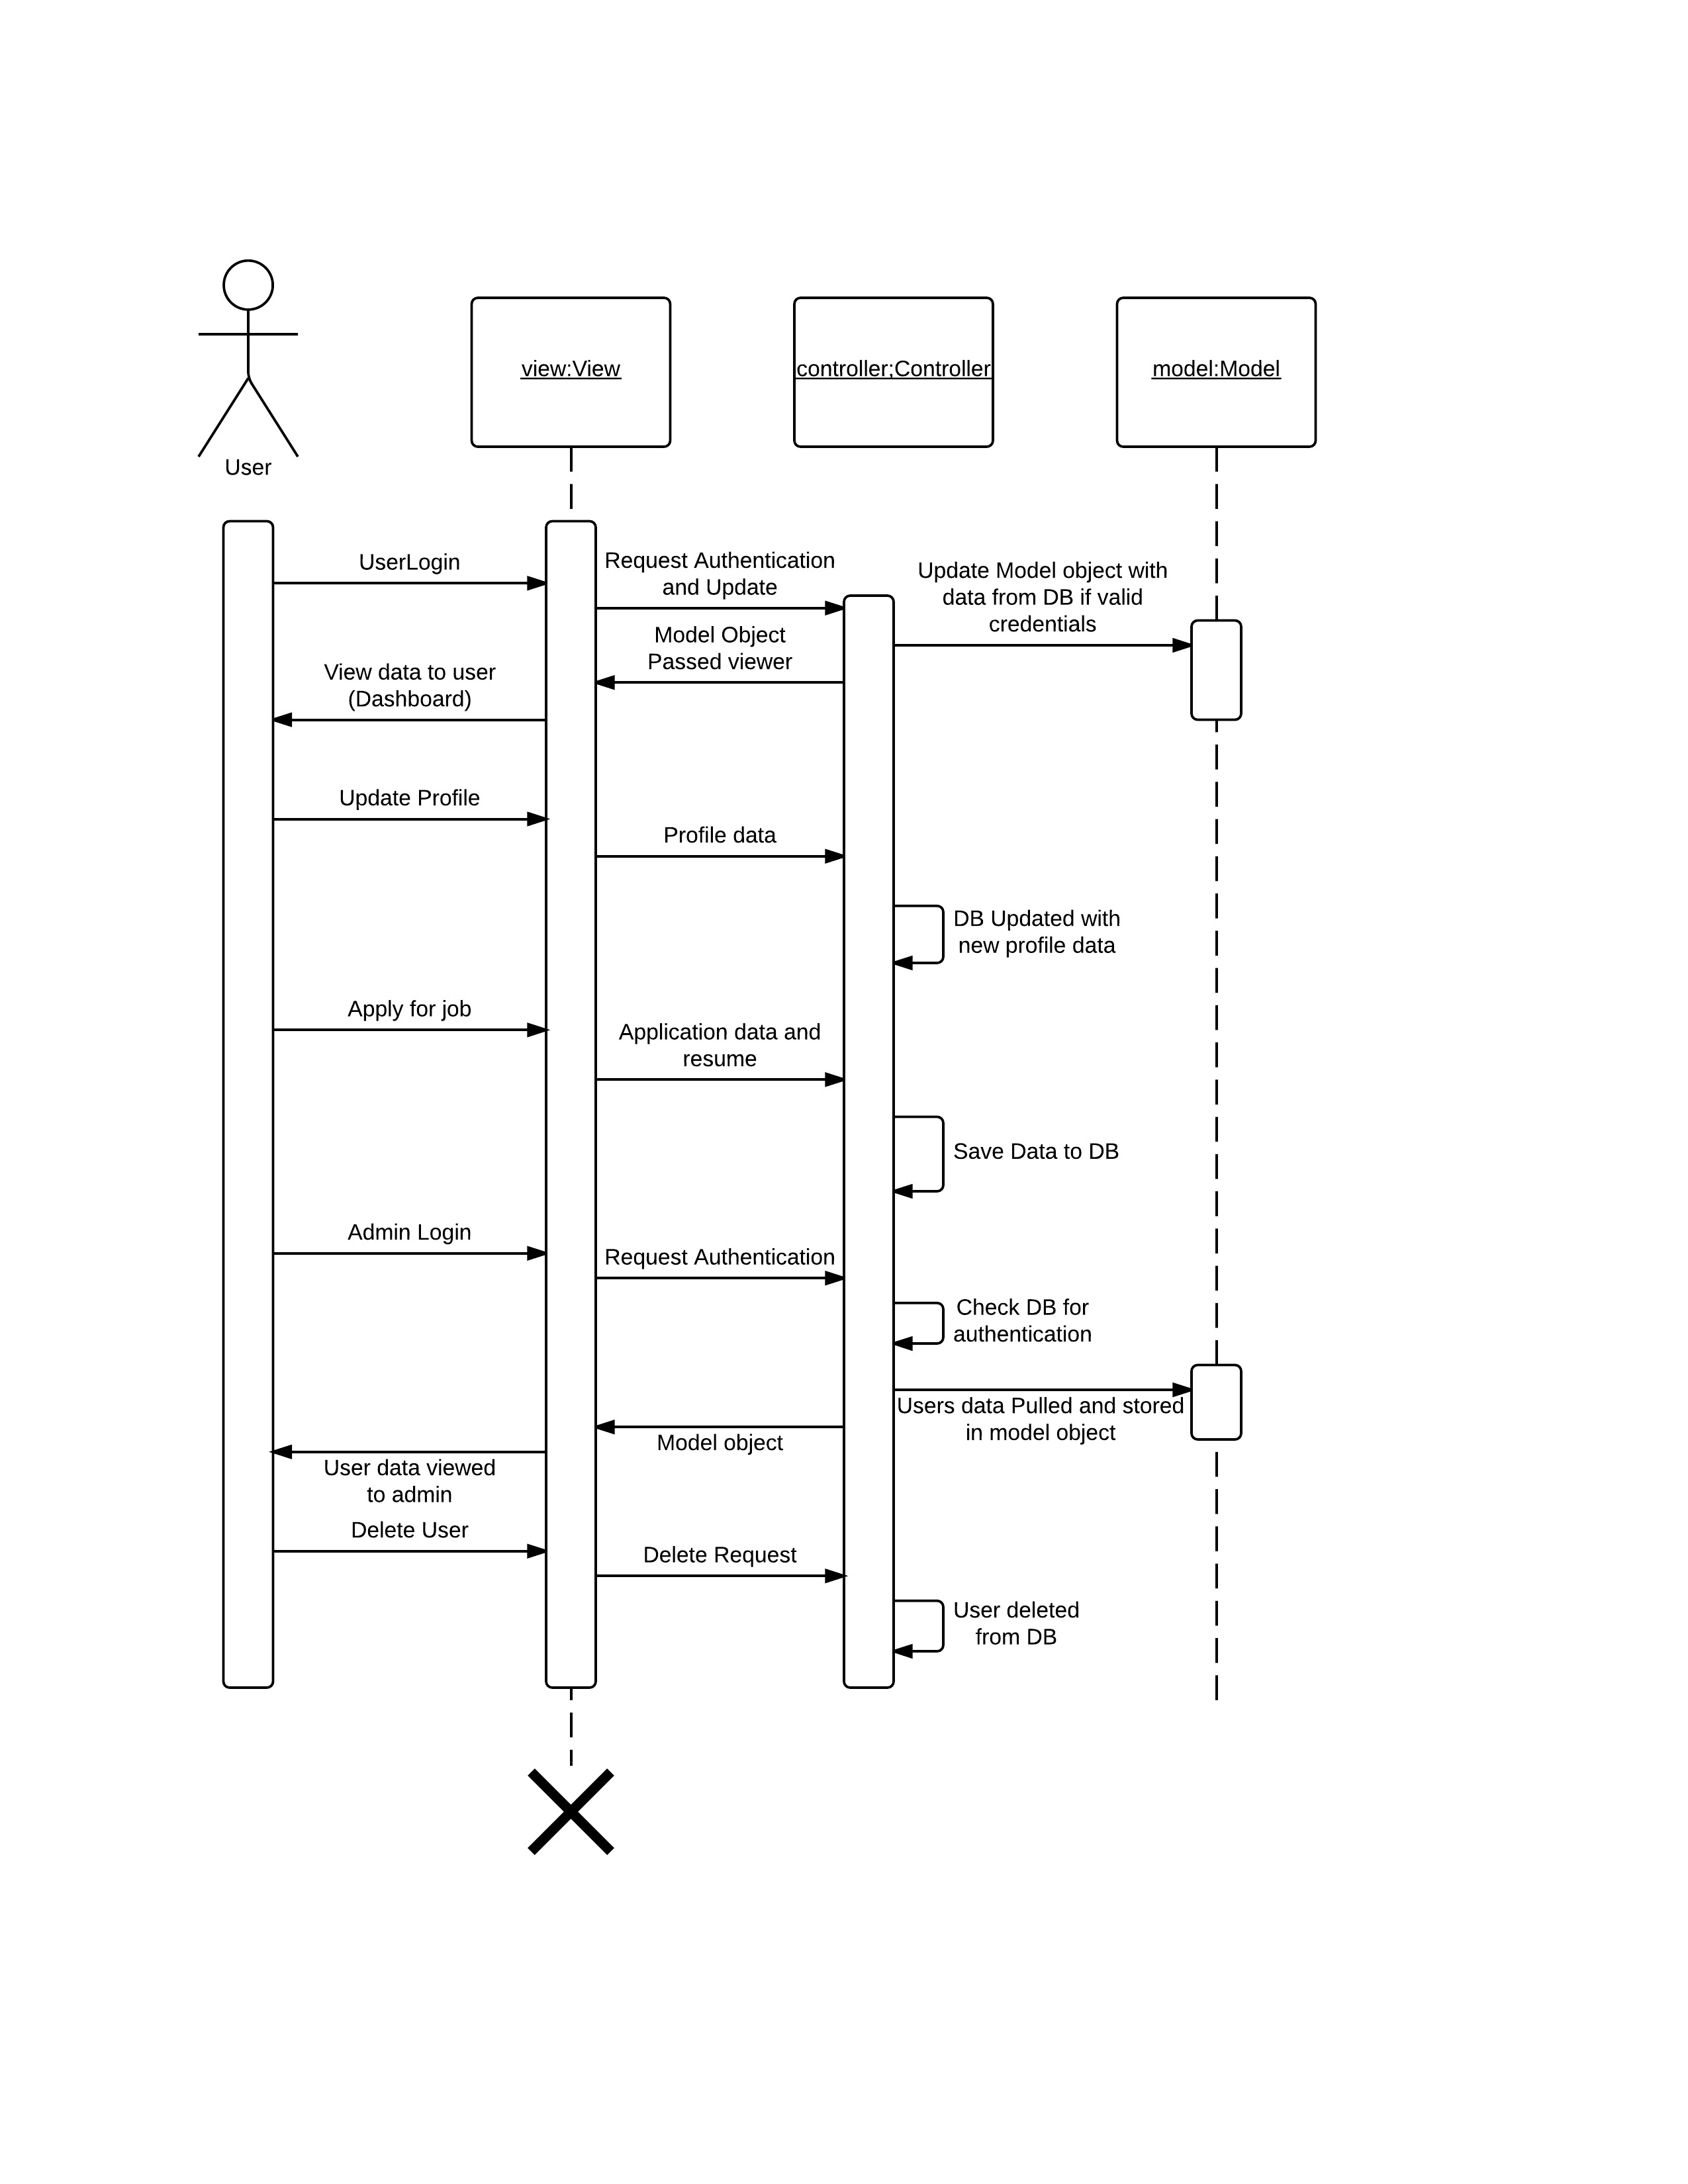 view:View
controller;Controller
model:Model
User
UserLogin
Request Authentication
and Update
Update Model object with
data from DB if valid
credentials
Model Object
Passed viewer
View data to user
(Dashboard)
Update Profile
Profile data
DB Updated with
new profile data
Apply for job
Application data and
resume
Save Data to DB
Admin Login
Request Authentication
Check DB for
authentication
Users data Pulled and stored
in model object
Model object
User data viewed
to admin
Delete User
Delete Request
User deleted
from DB